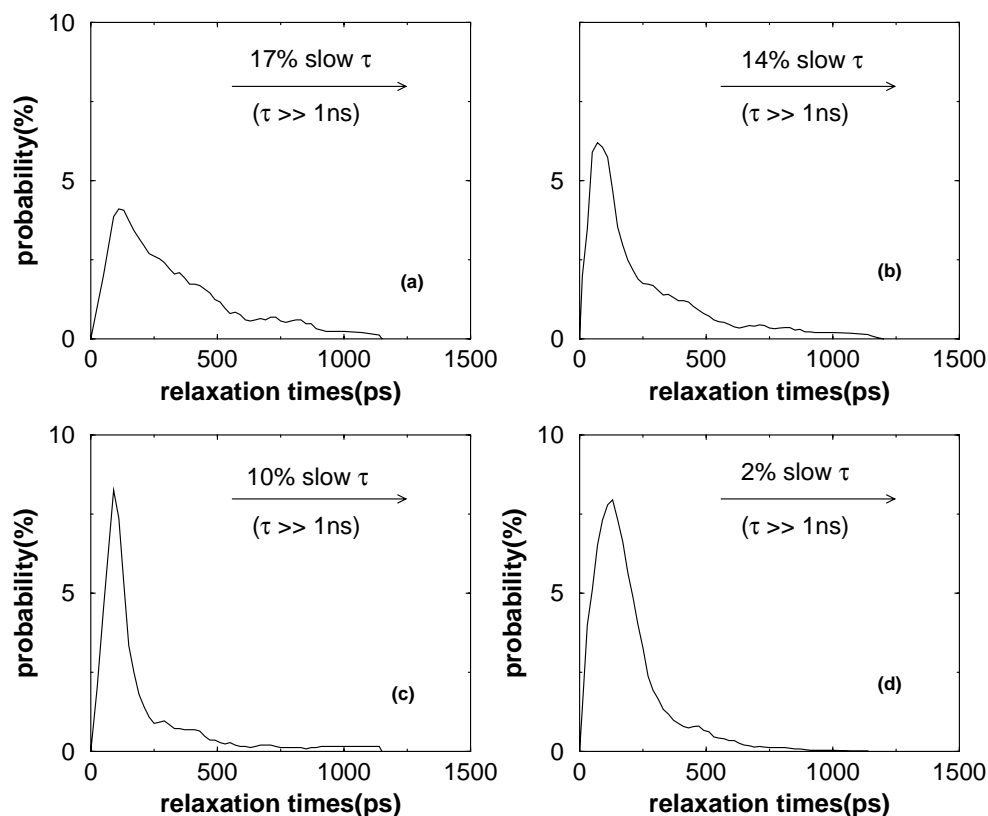 10
17% slow τ
(τ >> 1ns)
5
probability(%)
(a)
0
0 500 1000 1500
relaxation times(ps)
10
14% slow τ
(τ >> 1ns)
5
(b)
0
0 500 1000 1500
relaxation times(ps)
10
10% slow τ
(τ >> 1ns)
5
probability(%)
(c)
0
0 500 1000 1500
relaxation times(ps)
10
2% slow τ
(τ >> 1ns)
5
probability(%)
(d)
0
0 500 1000 1500
relaxation times(ps)